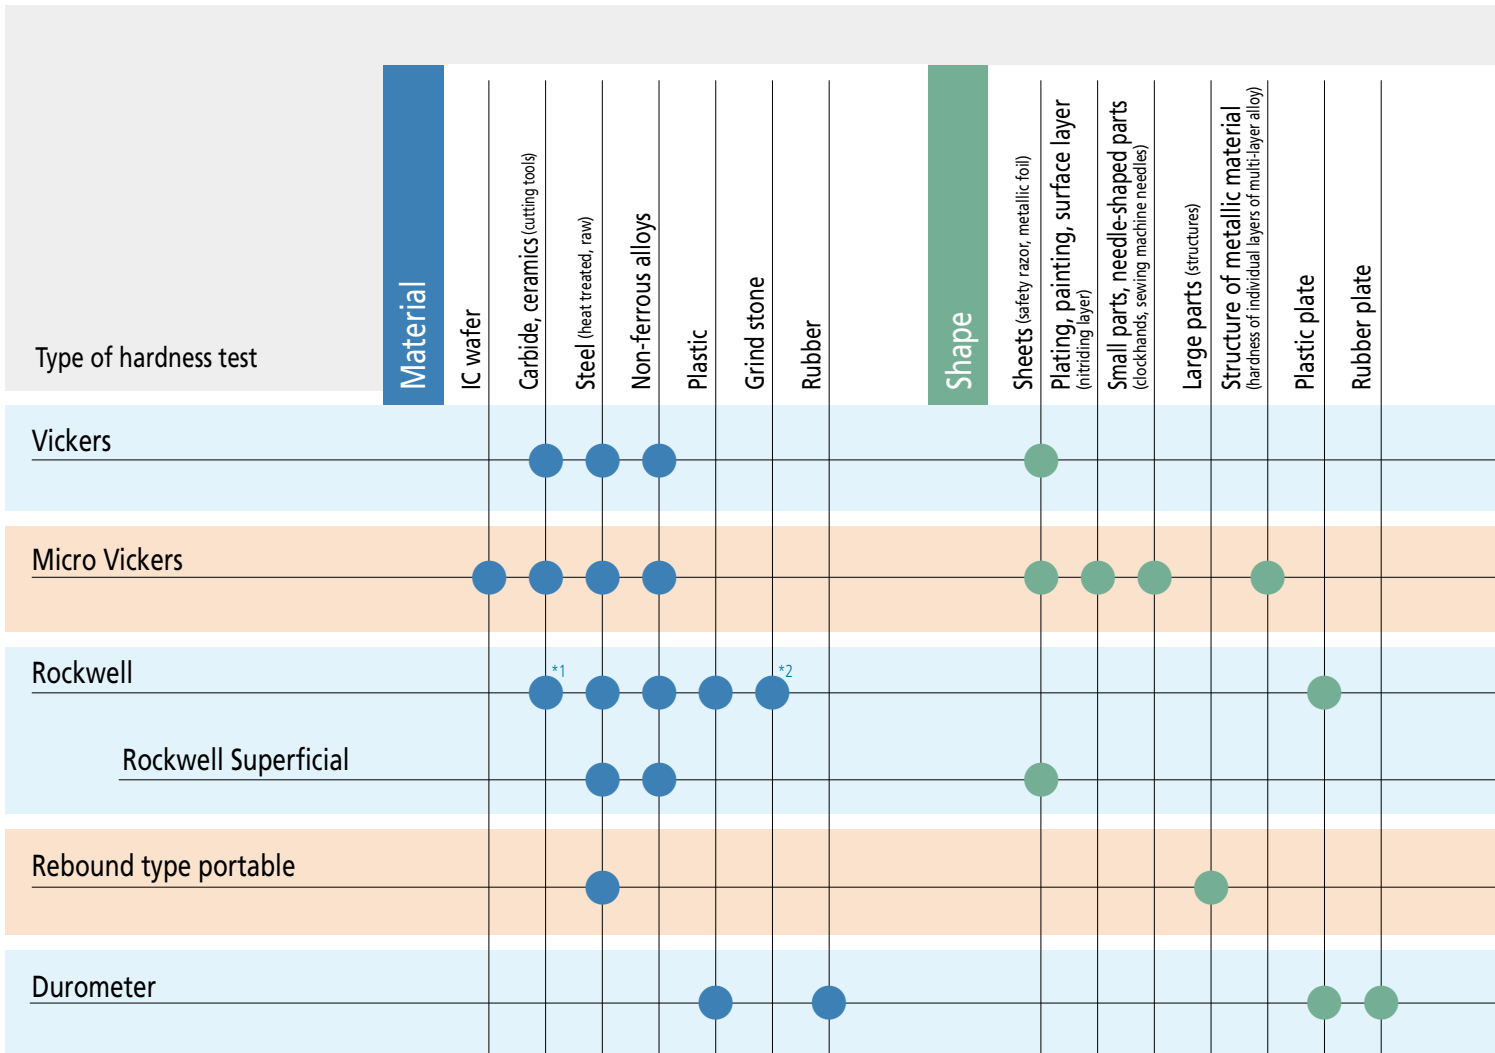 Type of hardness test
Material
IC wafer
Carbide, ceramics (cutting tools)
Steel (heat treated, raw)
Non-ferrous alloys
Plastic
Grind stone
Rubber
Shape
Sheets (safety razor, metallic foil)
Plating, painting, surface layer
(nitriding layer)
Small parts, needle-shaped parts
(clockhands, sewing machine needles)
Large parts (structures)
Structure of metallic material
(hardness of individual layers of multi-layer alloy)
Plastic plate
Rubber plate
Vickers
Micro Vickers
Rockwell
*1
*2
Rockwell Superficial
Rebound type portable
Durometer